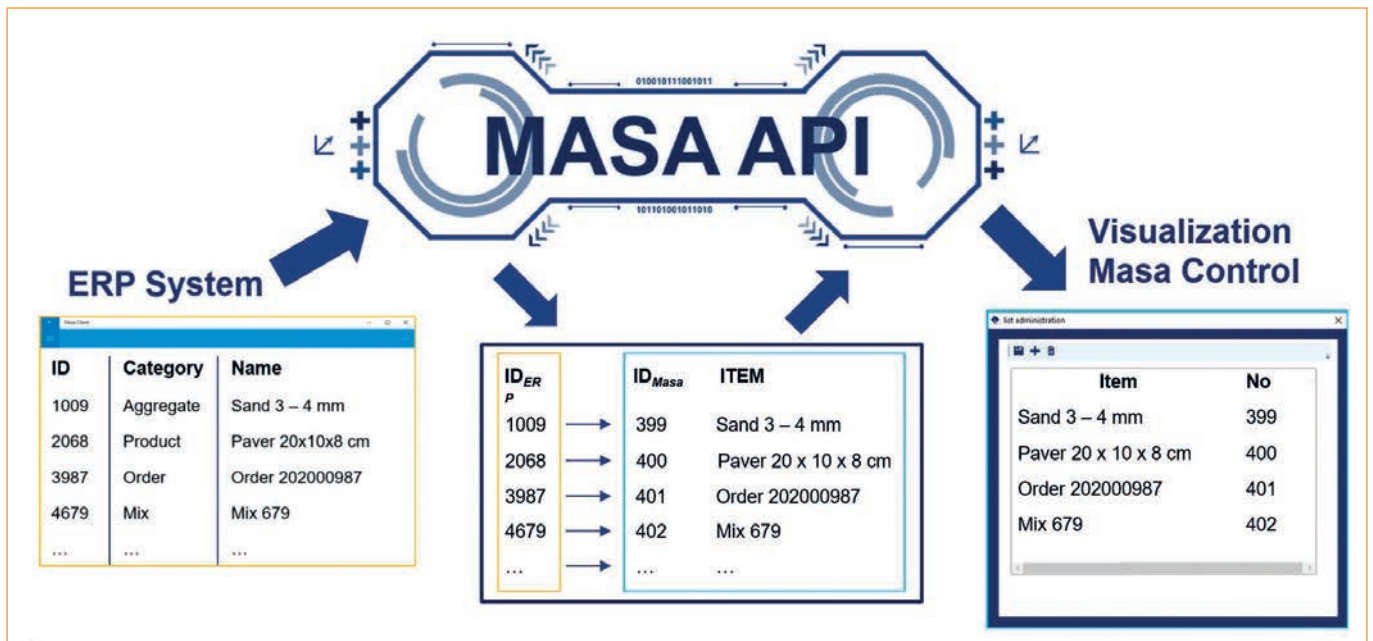 010010111001011
MASA API
101101001011010
ERP System
Visualization
Masa Control
ID Category Name
1009 Aggregate Sand 3 – 4 mm
2068 Product Paver 20x10x8 cm
3987 Order Order 202000987
4679 Mix Mix 679
... ... ...
ID_ERP ID_Masa ITEM
1009 399 Sand 3 – 4 mm
2068 400 Paver 20 x 10 x 8 cm
3987 401 Order 202000987
4679 402 Mix 679
... ... ...
list administration
Item No
Sand 3 – 4 mm 399
Paver 20 x 10 x 8 cm 400
Order 202000987 401
Mix 679 402